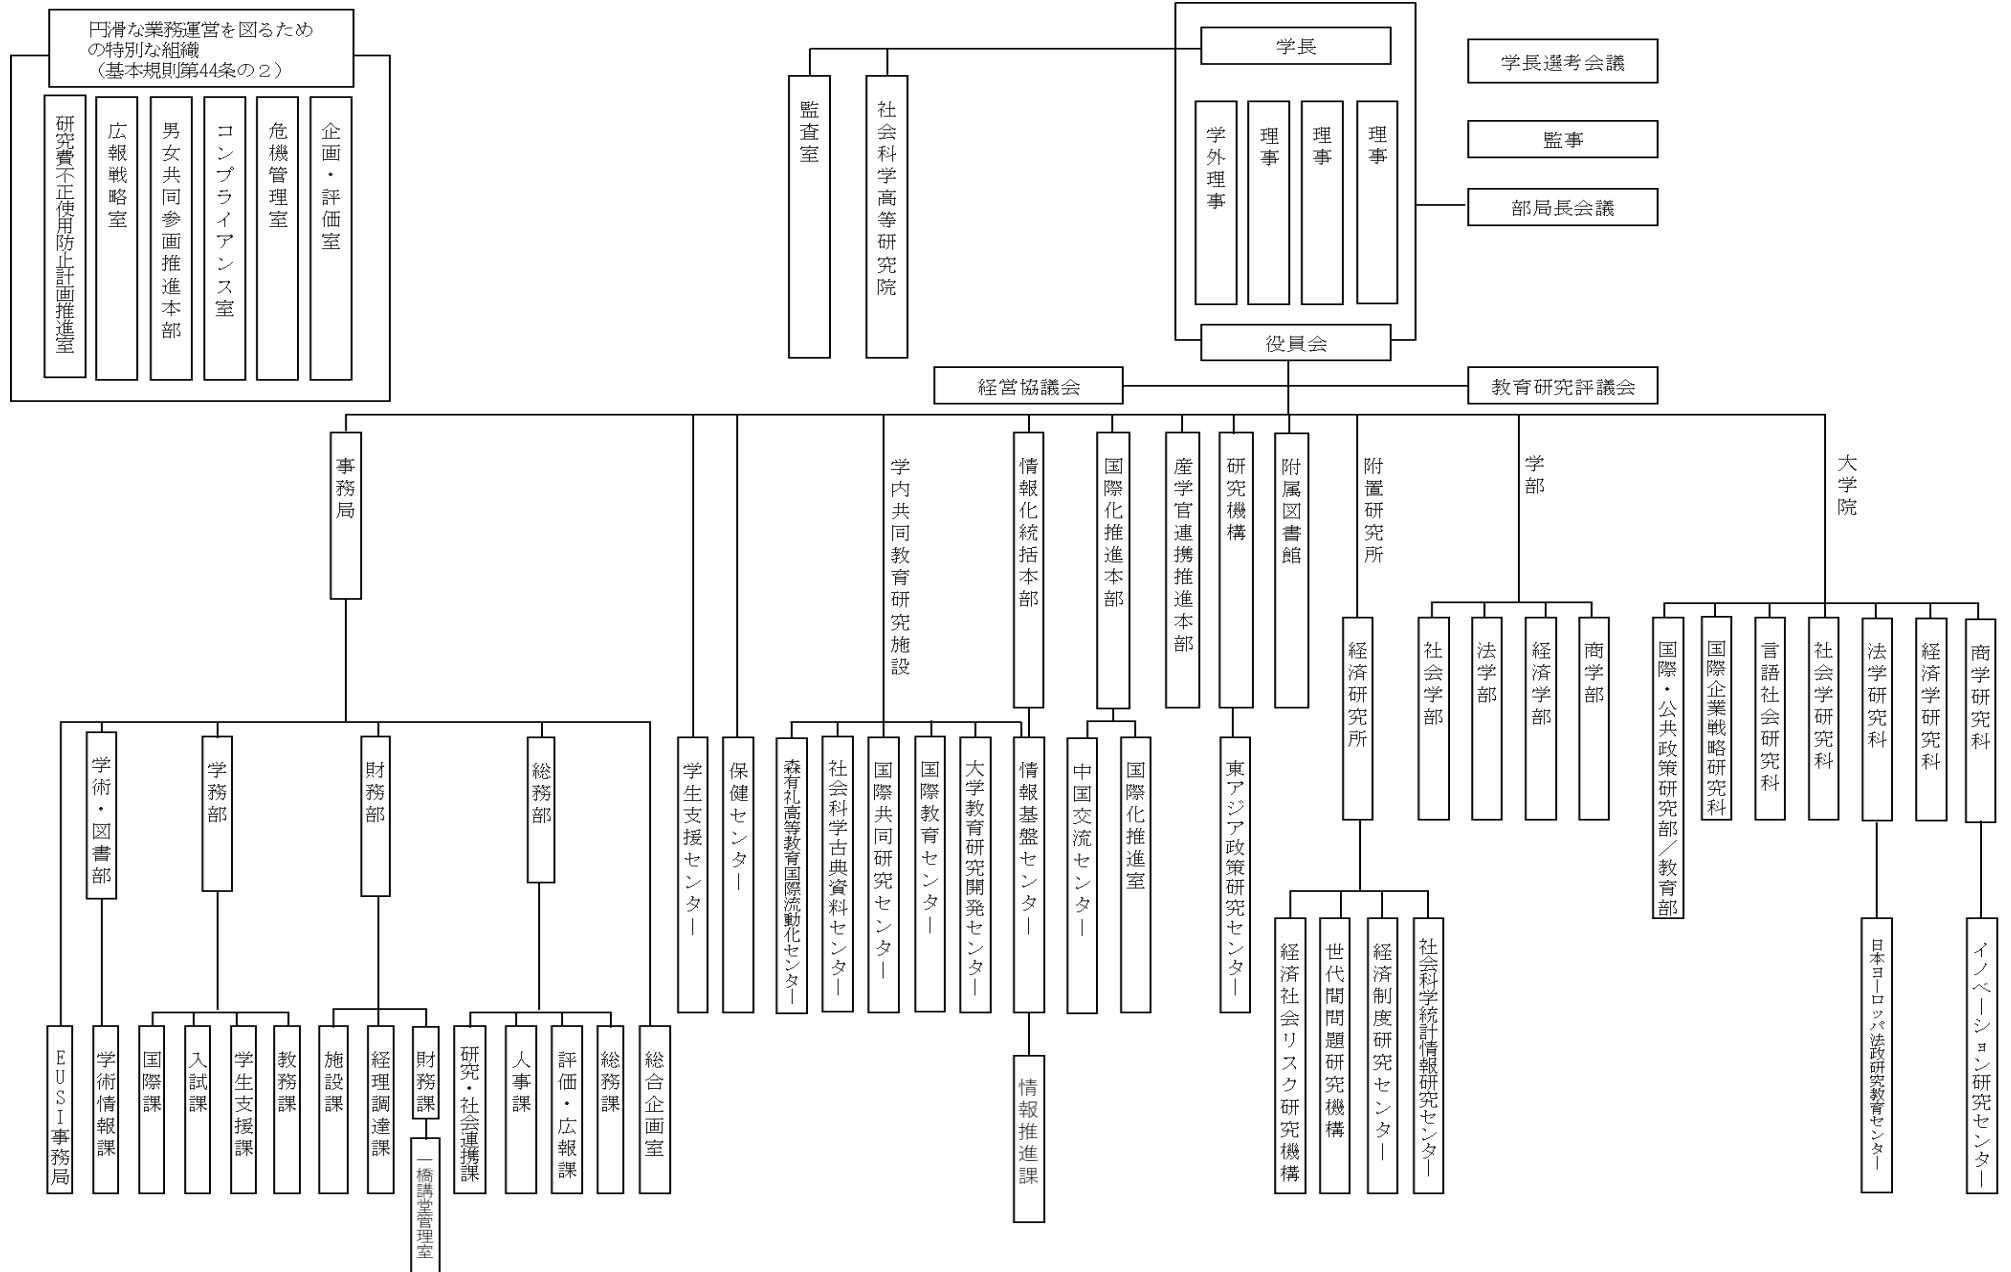 円滑な業務運営を図るため
の特別な組織
（基本規則第44条の２）
研究費不正使用防止計画推進室
広報戦略室
男女共同参画推進本部
コンプライアンス室
危機管理室
企画・評価室
監査室
社会科学高等研究院
学長
学外理事
理事
理事
理事
役員会
学長選考会議
監事
部局長会議
経営協議会
教育研究評議会
事務局
学内共同教育研究施設
情報化統括本部
国際化推進本部
産学官連携推進本部
研究機構
附属図書館
附置研究所
学部
大学院
経済研究所
社会学部
法学部
経済学部
商学部
国際・公共政策研究部／教育部
国際企業戦略研究科
言語社会研究科
社会学研究科
法学研究科
経済学研究科
商学研究科
学術・図書部
学務部
財務部
総務部
学生支援センター
保健センター
森有礼高等教育国際流動化センター
社会科学古典資料センター
国際共同研究センター
国際教育センター
大学教育研究開発センター
情報基盤センター
中国交流センター
国際化推進室
東アジア政策研究センター
経済社会リスク研究機構
世代間問題研究機構
経済制度研究センター
社会科学統計情報研究センター
日本ヨーロッパ法政研究教育センター
イノベーション研究センター
EUSI事務局
学術情報課
国際課
入試課
学生支援課
教務課
施設課
経理調達課
財務課
一橋講堂管理室
研究・社会連携課
人事課
評価・広報課
総務課
総合企画室
情報推進課